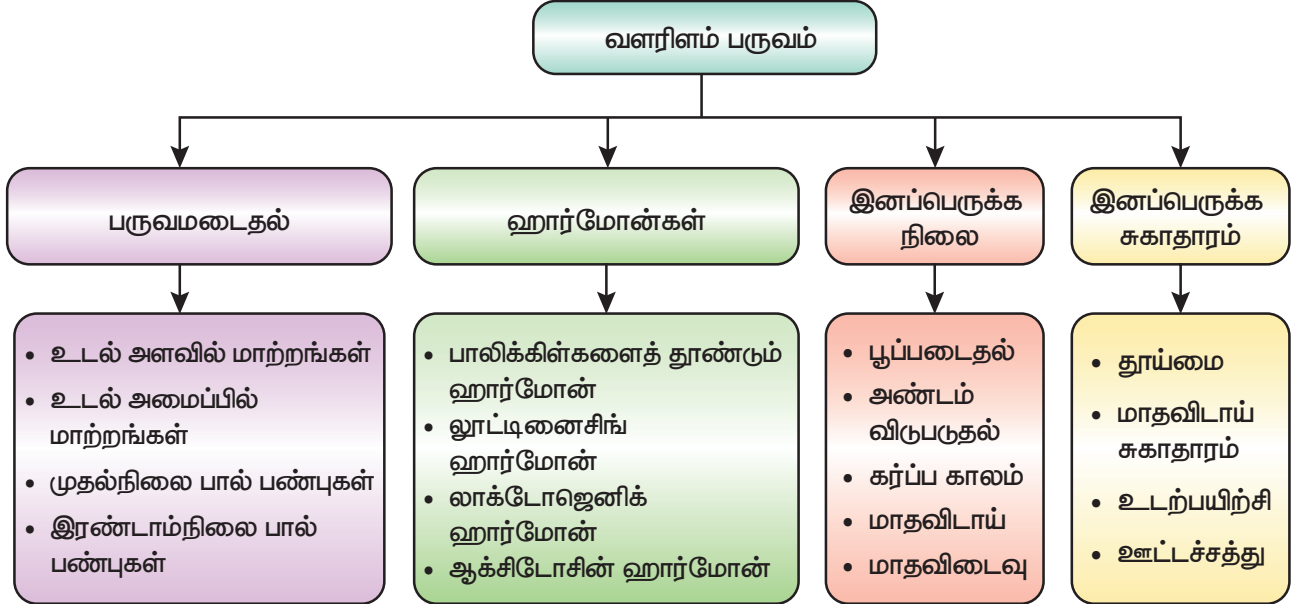 வளரிளம் பருவம்
பருவமடைதல்
ஹார்மோன்கள்
இனப்பெருக்க
நிலை
இனப்பெருக்க
சுகாதாரம்
• உடல் அளவில் மாற்றங்கள்
• உடல் அமைப்பில்
மாற்றங்கள்
• முதல்நிலை பால் பண்புகள்
• இரண்டாம்நிலை பால்
பண்புகள்
• பாலிக்கிள்களைத் தூண்டும்
ஹார்மோன்
• லூட்டினைசிங்
ஹார்மோன்
• லாக்டோஜெனிக்
ஹார்மோன்
• ஆக்சிடோசின் ஹார்மோன்
• பூப்படைதல்
• அண்டம்
விடுபடுதல்
• கர்ப்ப காலம்
• மாதவிடாய்
• மாதவிடைவு
• தூய்மை
• மாதவிடாய்
சுகாதாரம்
• உடற்பயிற்சி
• ஊட்டச்சத்து